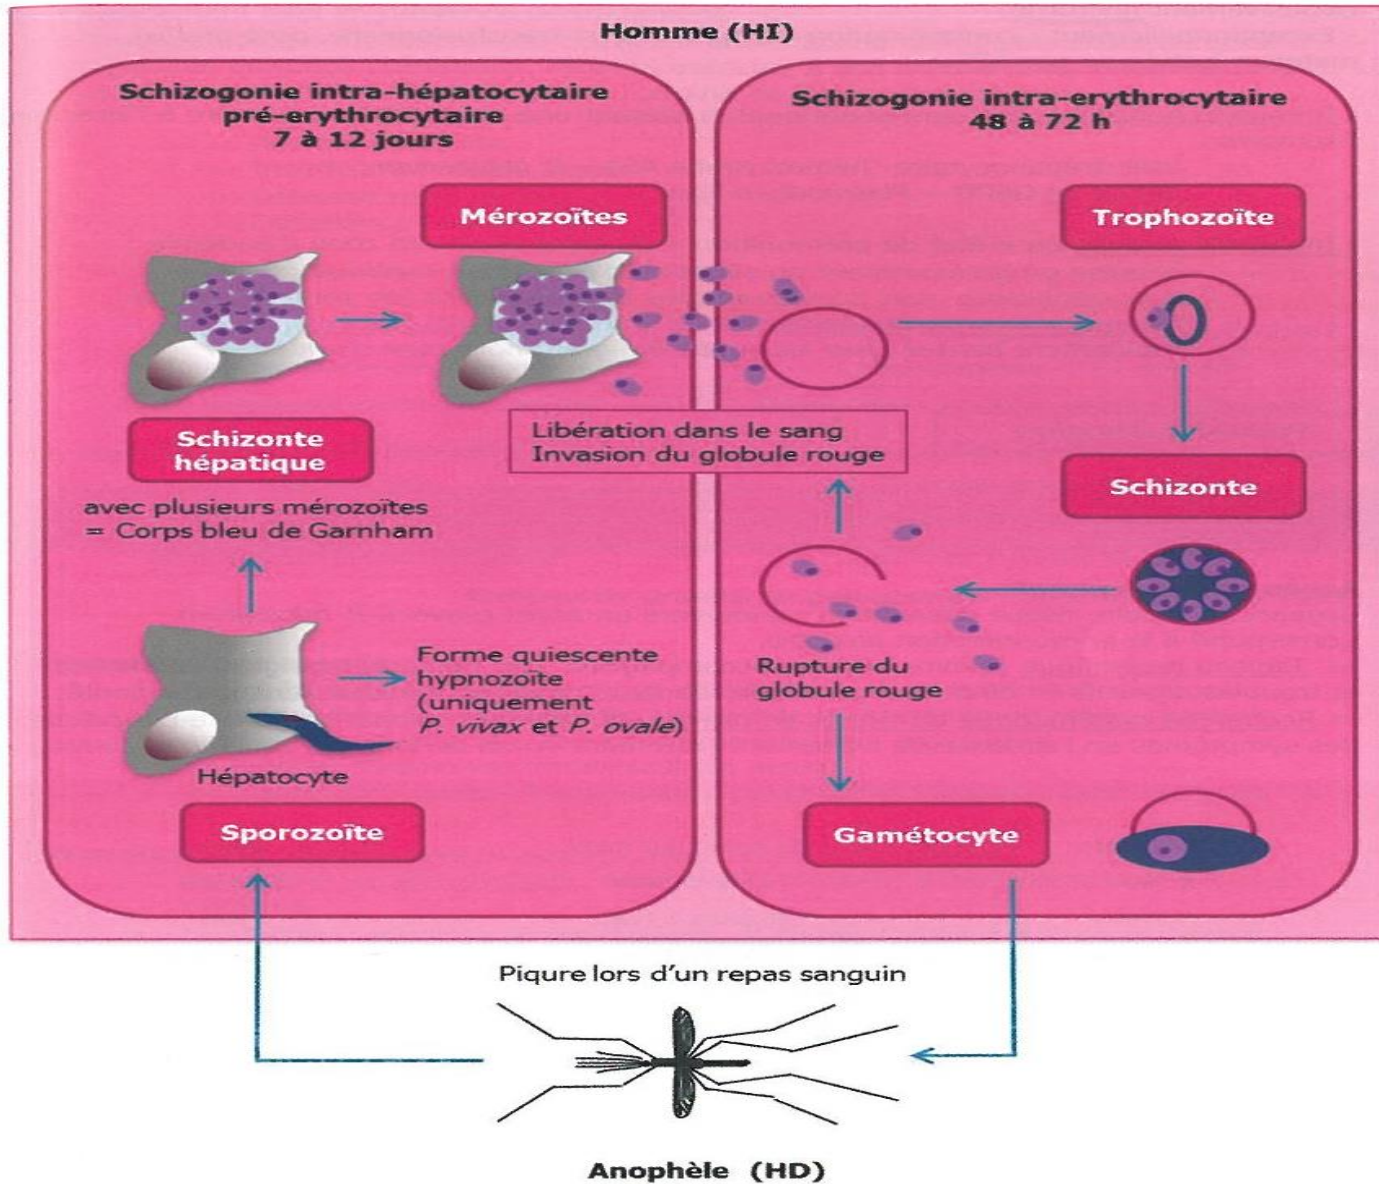 Homme (HI)
Schizogonie intra-hépatocytaire
pré-erythrocytaire
7 à 12 jours
Mérozoïtes
Schizonte
hépatique
avec plusieurs mérozoïtes
= Corps bleu de Garnham
Forme quiescente
hypnozoïte
(uniquement
P. vivax et P. ovale)
Hépatocyte
Sporozoïte
Schizogonie intra-erythrocytaire
48 à 72 h
Trophozoïte
Libération dans le sang
Invasion du globule rouge
Schizonte
Rupture du
globule rouge
Gamétocyte
Piqure lors d'un repas sanguin
Anophèle (HD)